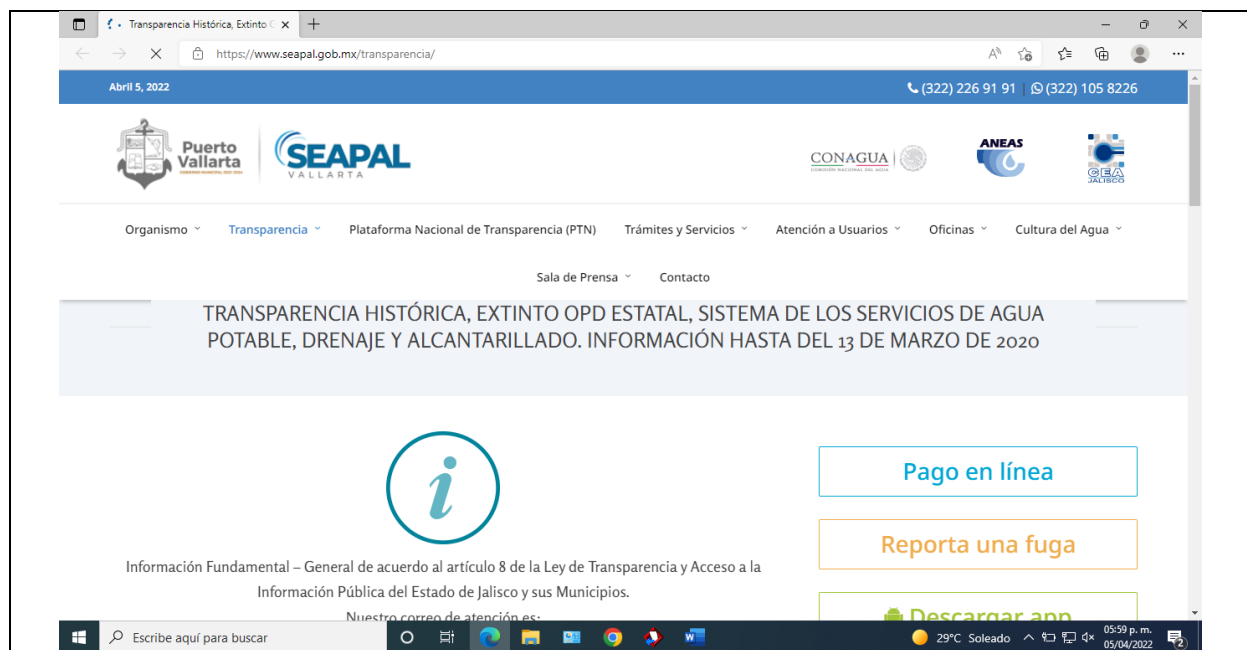 Transparencia Histórica, Extinto
https://www.seapal.gob.mx/transparencia/
Abril 5, 2022
(322) 226 91 91 | (322) 105 8226
Puerto
Vallarta
SEAPAL
VALLARTA
CONAGUA
COMISIÓN NACIONAL DEL AGUA
ANEAS
CEA
JALISCO
Organismo
Transparencia
Plataforma Nacional de Transparencia (PTN)
Trámites y Servicios
Atención a Usuarios
Oficinas
Cultura del Agua
Sala de Prensa
Contacto
TRANSPARENCIA HISTÓRICA, EXTINTO OPD ESTATAL, SISTEMA DE LOS SERVICIOS DE AGUA
POTABLE, DRENAJE Y ALCANTARILLADO. INFORMACIÓN HASTA DEL 13 DE MARZO DE 2020
i
Información Fundamental – General de acuerdo al artículo 8 de la Ley de Transparencia y Acceso a la
Información Pública del Estado de Jalisco y sus Municipios.
Nuestro correo de atención es:
Pago en línea
Reporta una fuga
Descargar app
Escribe aquí para buscar
29°C Soleado
05:59 p. m.
05/04/2022
2